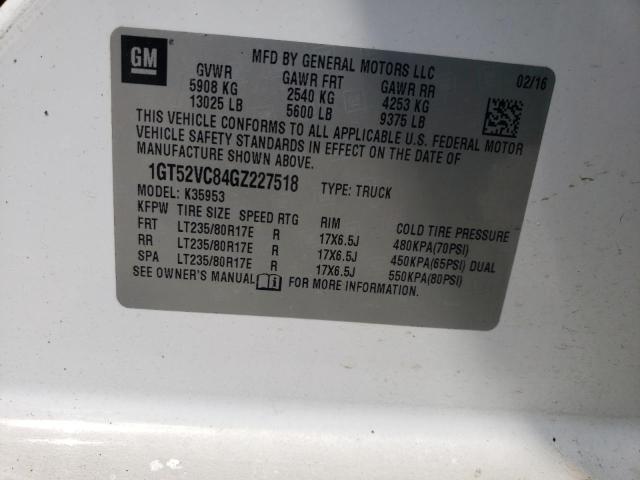 GM
MFD BY GENERAL MOTORS LLC
GVWR GAWR FRT GAWR RR 02/16
5908 KG 2540 KG 4253 KG
13025 LB 5600 LB 9375 LB
THIS VEHICLE CONFORMS TO ALL APPLICABLE U.S. FEDERAL MOTOR
VEHICLE SAFETY STANDARDS IN EFFECT ON THE DATE OF
MANUFACTURE SHOWN ABOVE.
1GT52VC84GZ227518 TYPE: TRUCK
MODEL: K35953
KFPW TIRE SIZE SPEED RTG RIM COLD TIRE PRESSURE
FRT LT235/80R17E R 17X6.5J 480KPA(70PSI)
RR LT235/80R17E R 17X6.5J 450KPA(65PSI) DUAL
SPA LT235/80R17E R 17X6.5J 550KPA(80PSI)
SEE OWNER'S MANUAL FOR MORE INFORMATION.